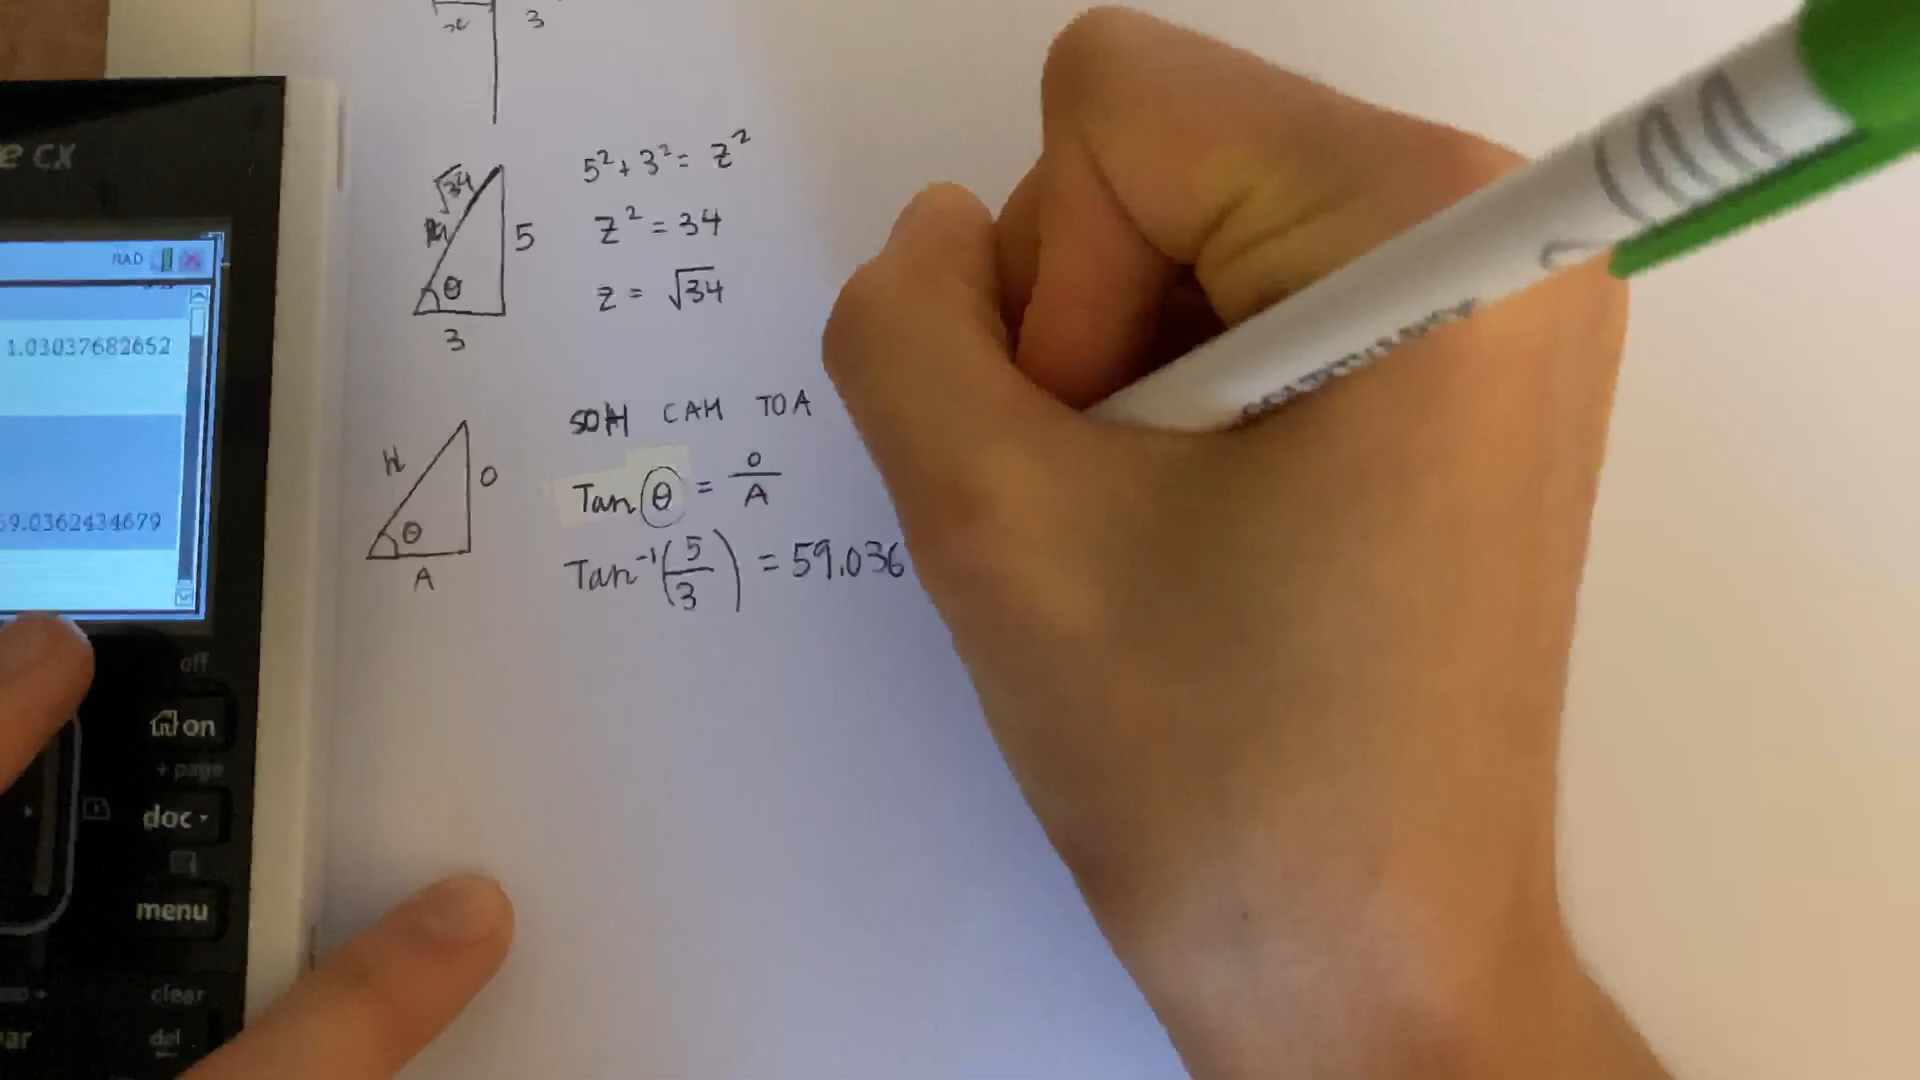 x 3
e cx
RAD
1.03037682652
59.0362434679
off
on
+ page
doc
menu
clear
del
√34
5
θ
3
5² + 3² = z²
z² = 34
z = √34
H
O
θ
A
SOH CAH TOA
Tan θ = O/A
Tan⁻¹(5/3) = 59.036